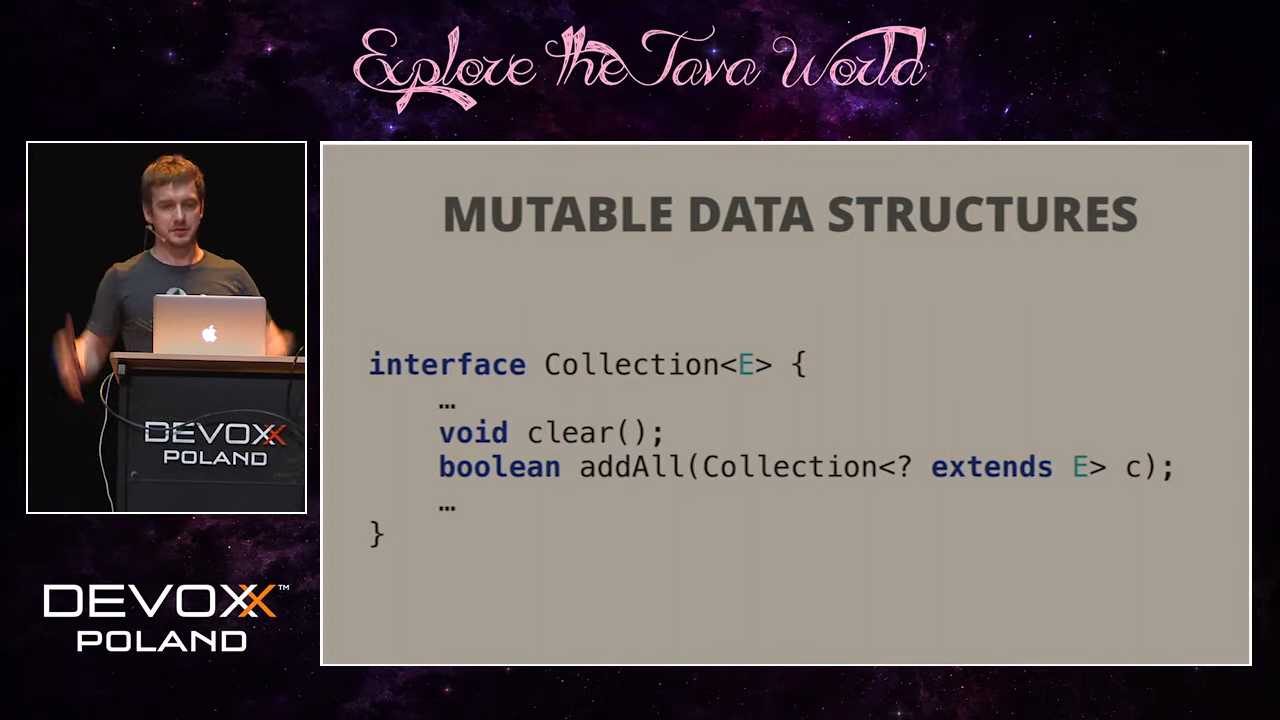 Explore the Java World
MUTABLE DATA STRUCTURES
interface Collection<E> {
…
void clear();
boolean addAll(Collection<? extends E> c);
…
}
DEVOXX
POLAND
DEVOXX™
POLAND